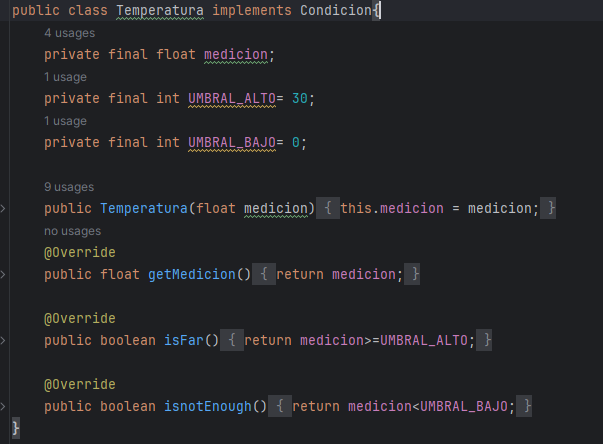 public class Temperatura implements Condicion{
4 usages
private final float medicion;
1 usage
private final int UMBRAL_ALTO= 30;
1 usage
private final int UMBRAL_BAJO= 0;
9 usages
public Temperatura(float medicion) { this.medicion = medicion; }
no usages
@Override
public float getMedicion() { return medicion; }
@Override
public boolean isFar() { return medicion>=UMBRAL_ALTO; }
@Override
public boolean isnotEnough() { return medicion<UMBRAL_BAJO; }
}